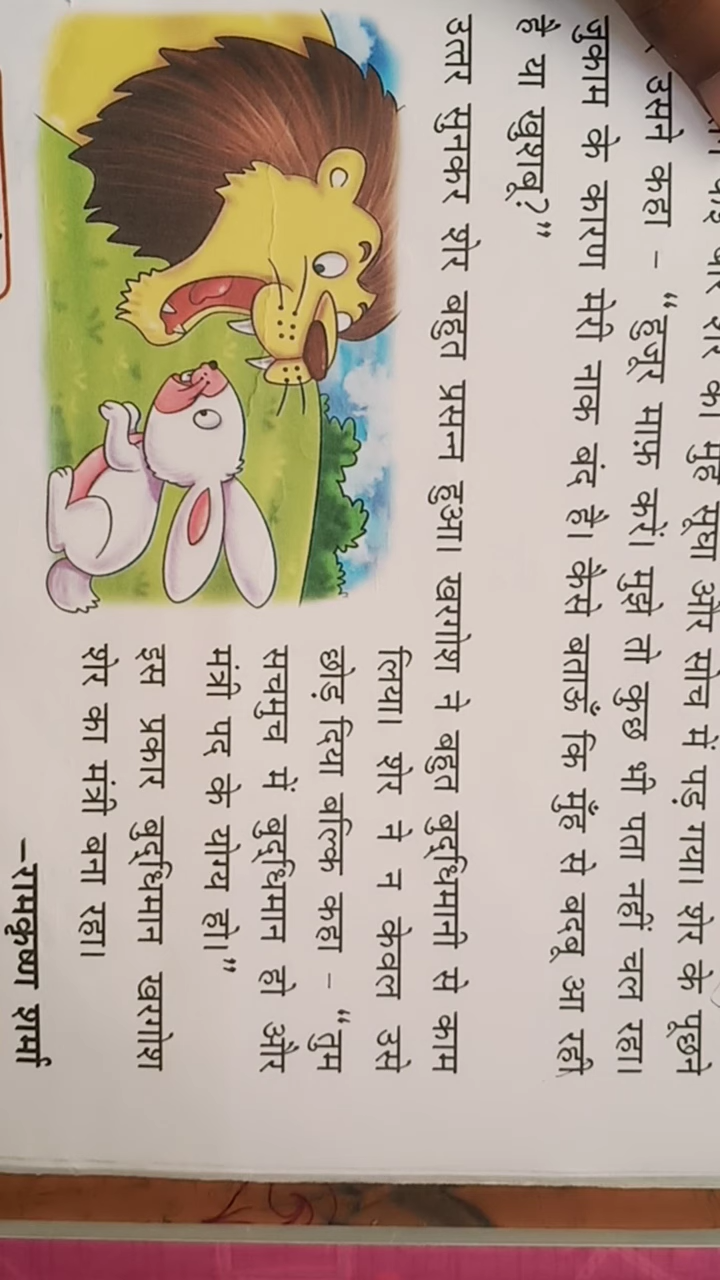 शेर का मुँह सूँघा और सोच में पड़ गया। शेर के पूछने
उसने कहा – “हुज़ूर माफ़ करें। मुझे तो कुछ भी पता नहीं चल रहा।
जुकाम के कारण मेरी नाक बंद है। कैसे बताऊँ कि मुँह से बदबू आ रही
है या खुशबू?”
उत्तर सुनकर शेर बहुत प्रसन्न हुआ। खरगोश ने बहुत बुद्धिमानी से काम
लिया। शेर ने न केवल उसे
छोड़ दिया बल्कि कहा – “तुम
सचमुच में बुद्धिमान हो और
मंत्री पद के योग्य हो।”
इस प्रकार बुद्धिमान खरगोश
शेर का मंत्री बना रहा।
–रामकृष्ण शर्मा